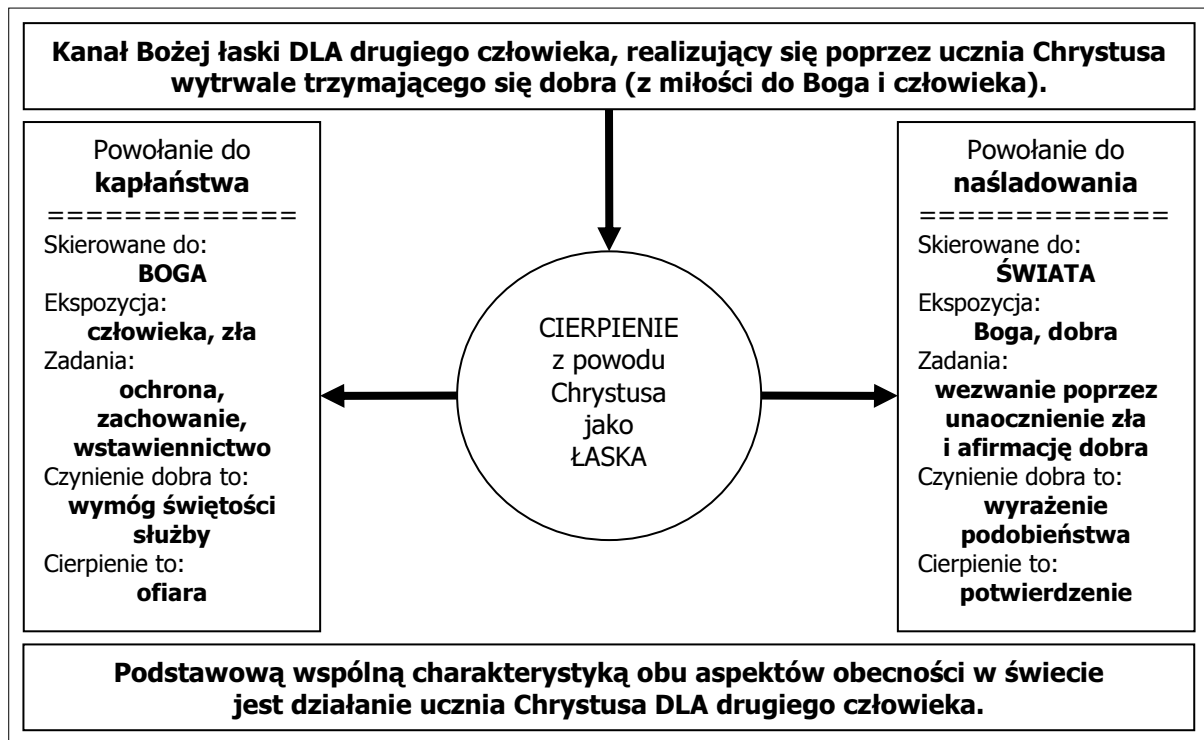 Kanał Bożej łaski DLA drugiego człowieka, realizujący się poprzez ucznia Chrystusa
wytrwale trzymającego się dobra (z miłości do Boga i człowieka).
Powołanie do
kapłaństwa
=============
Skierowane do:
BOGA
Ekspozycja:
człowieka, zła
Zadania:
ochrona,
zachowanie,
wstawiennictwo
Czynienie dobra to:
wymóg świętości
służby
Cierpienie to:
ofiara
CIERPIENIE
z powodu
Chrystusa
jako
ŁASKA
Powołanie do
naśladowania
=============
Skierowane do:
ŚWIATA
Ekspozycja:
Boga, dobra
Zadania:
wezwanie poprzez
unaocznienie zła
i afirmację dobra
Czynienie dobra to:
wyrażenie
podobieństwa
Cierpienie to:
potwierdzenie
Podstawową wspólną charakterystyką obu aspektów obecności w świecie
jest działanie ucznia Chrystusa DLA drugiego człowieka.